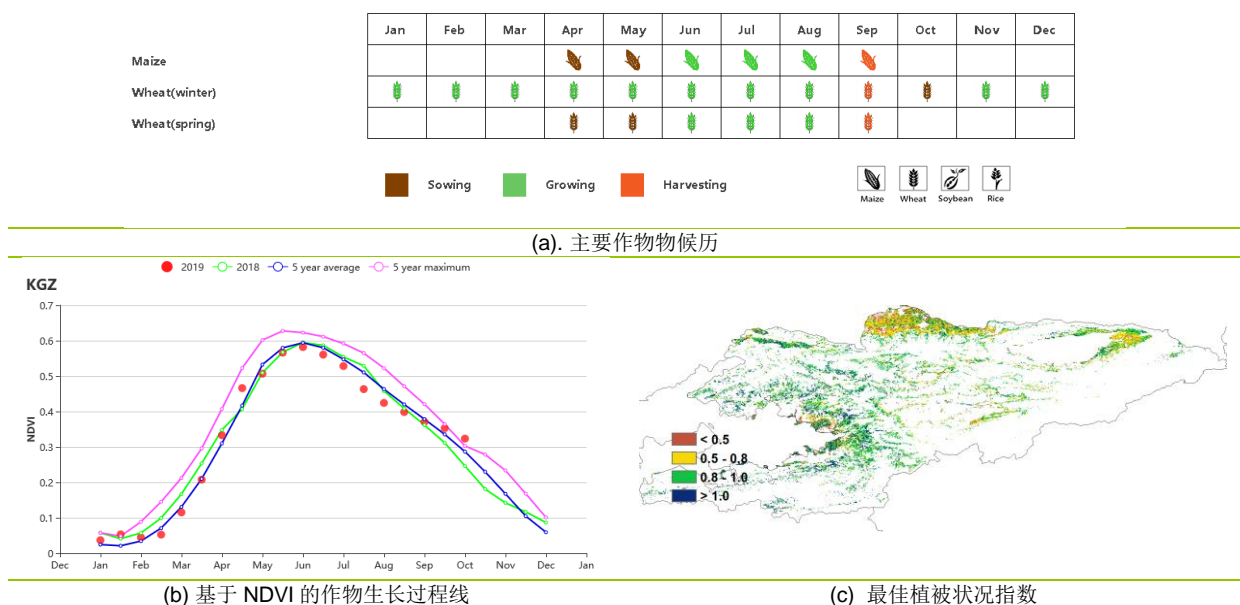 Jan Feb Mar Apr May Jun Jul Aug Sep Oct Nov Dec
Maize
Wheat(winter)
Wheat(spring)
Sowing Growing Harvesting
Maize Wheat Soybean Rice
(a). 主要作物物候历
2019 2018 5 year average 5 year maximum
KGZ
0.7
0.6
0.5
0.4
0.3
0.2
0.1
0
NDVI
Dec Jan Feb Mar Apr May Jun Jul Aug Sep Oct Nov Dec Jan
(b) 基于 NDVI 的作物生长过程线
< 0.5
0.5 - 0.8
0.8 - 1.0
> 1.0
(c) 最佳植被状况指数